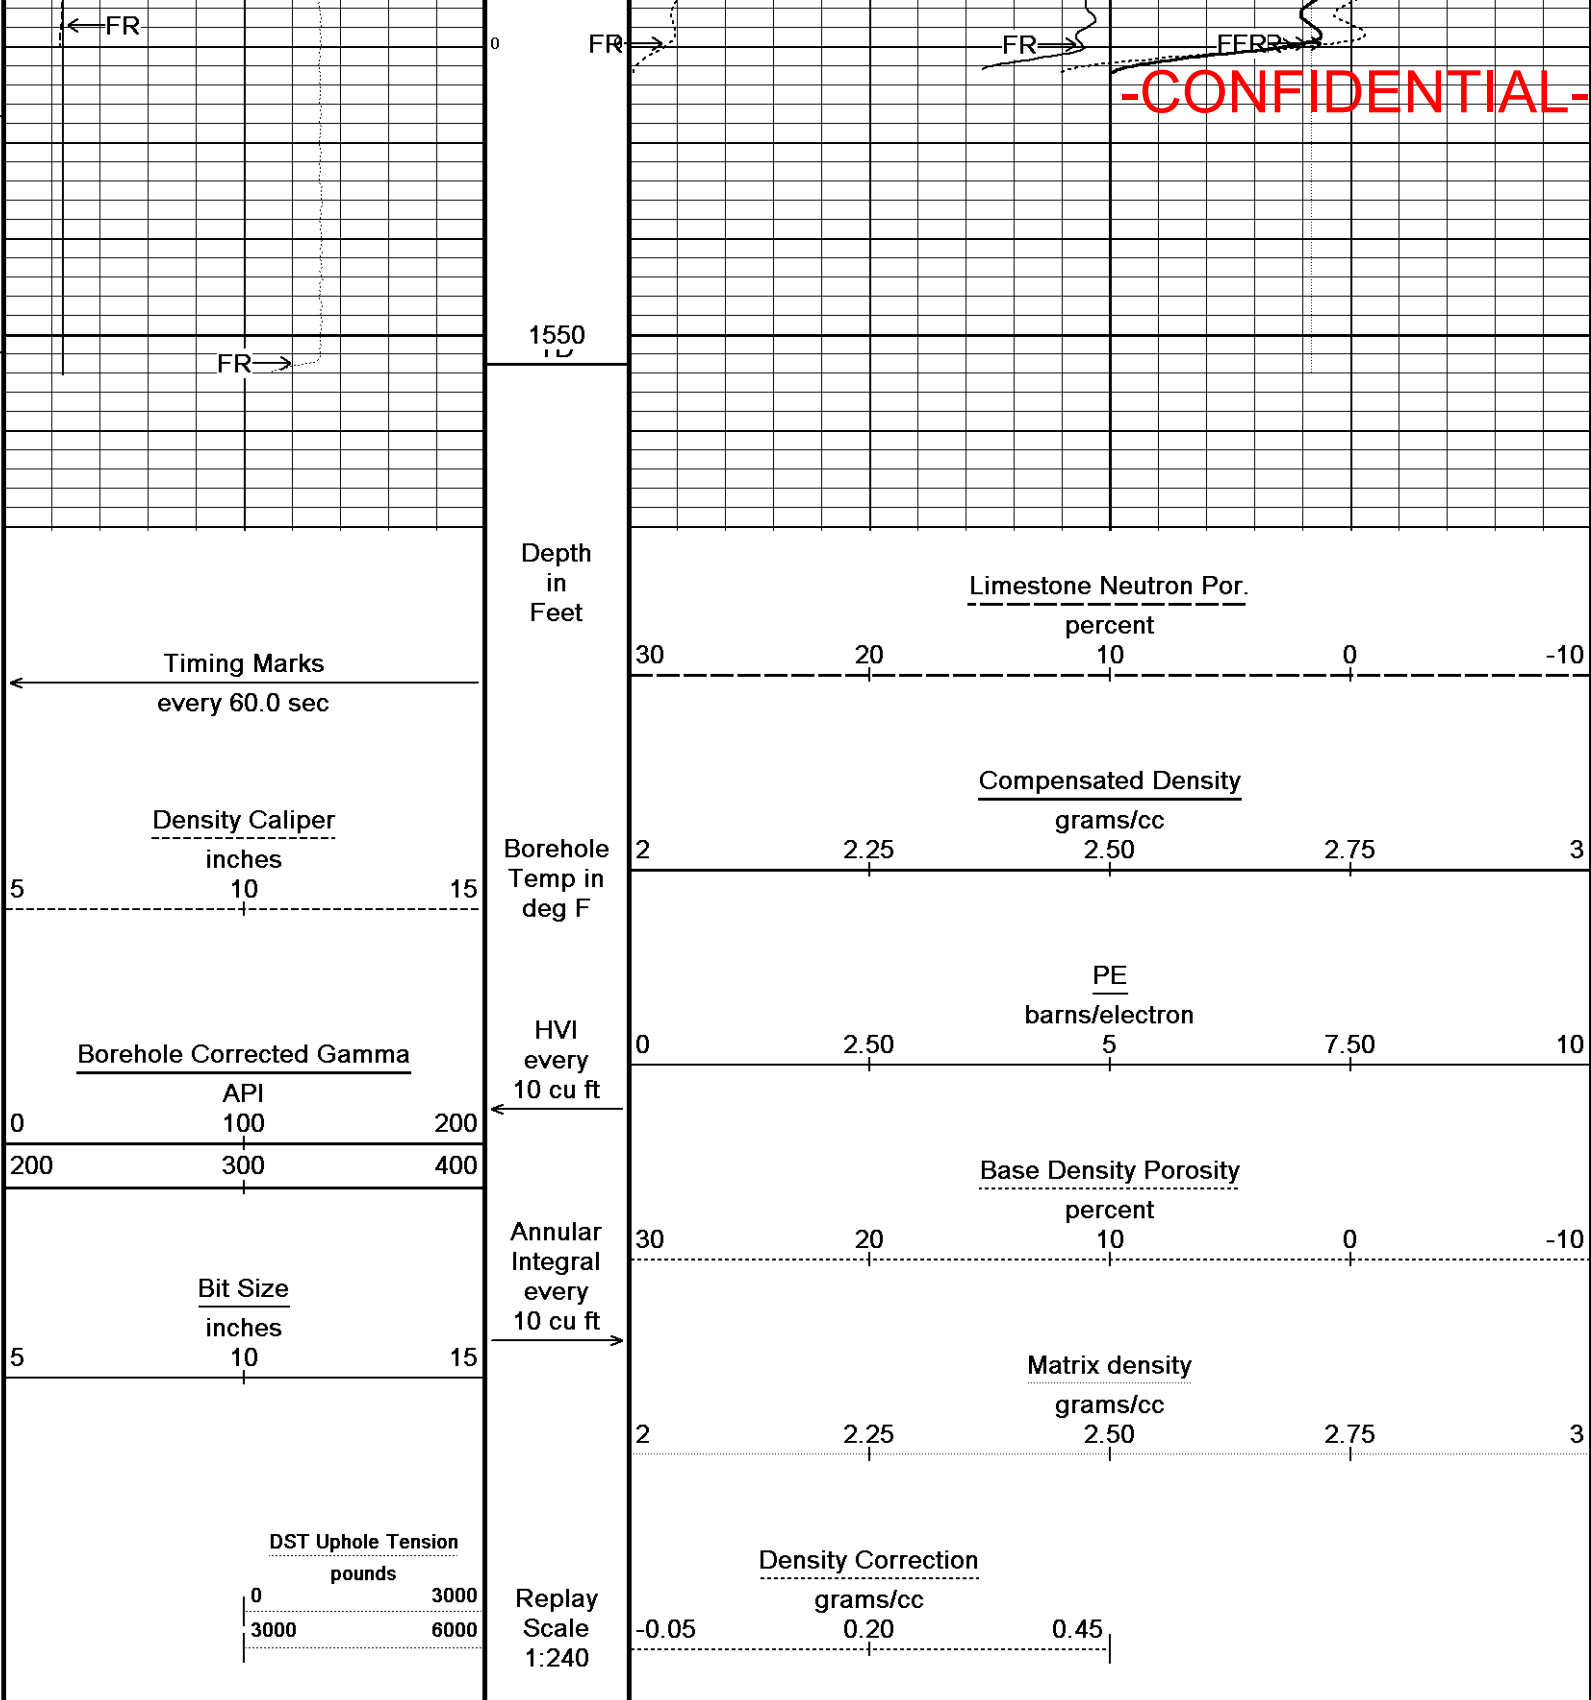 FR
0
FR
0
FR
FFRR
-CONFIDENTIAL-
1550
TD
FR
Depth
in
Feet
Limestone Neutron Por.
percent
30 20 10 0 -10
Timing Marks
every 60.0 sec
Compensated Density
grams/cc
2 2.25 2.50 2.75 3
Density Caliper
inches
5 10 15
Borehole
Temp in
deg F
PE
barns/electron
0 2.50 5 7.50 10
HVI
every
10 cu ft
Borehole Corrected Gamma
API
0 100 200
200 300 400
Base Density Porosity
percent
30 20 10 0 -10
Annular
Integral
every
10 cu ft
Bit Size
inches
5 10 15
Matrix density
grams/cc
2 2.25 2.50 2.75 3
DST Uphole Tension
pounds
0 3000
3000 6000
Replay
Scale
1:240
Density Correction
grams/cc
-0.05 0.20 0.45